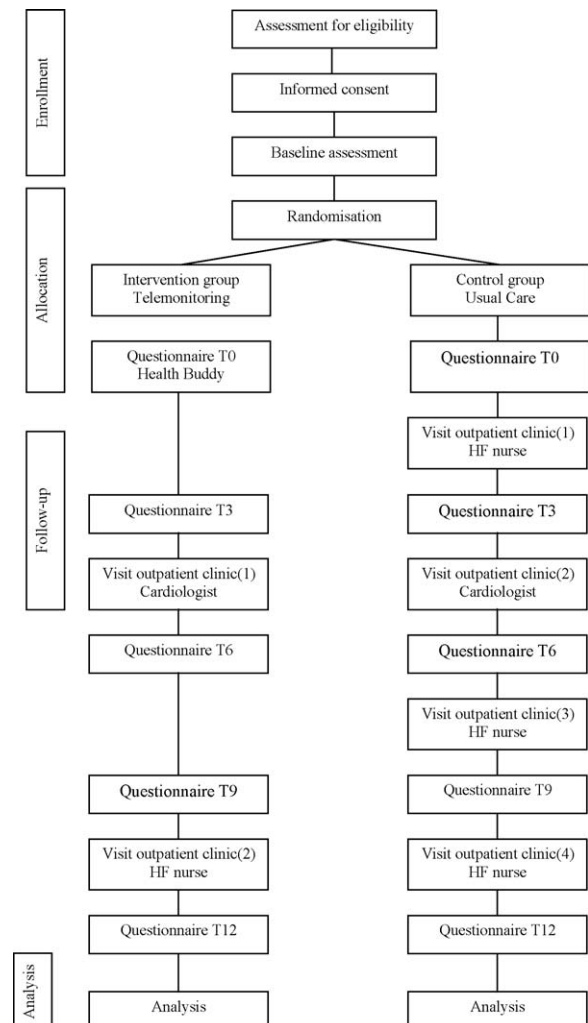 Enrollment
Assessment for eligibility
Informed consent
Baseline assessment
Allocation
Randomisation
Intervention group
Telemonitoring
Control group
Usual Care
Questionnaire T0
Health Buddy
Questionnaire T0
Visit outpatient clinic(1)
HF nurse
Follow-up
Questionnaire T3
Questionnaire T3
Visit outpatient clinic(1)
Cardiologist
Visit outpatient clinic(2)
Cardiologist
Questionnaire T6
Questionnaire T6
Visit outpatient clinic(3)
HF nurse
Questionnaire T9
Questionnaire T9
Visit outpatient clinic(2)
HF nurse
Visit outpatient clinic(4)
HF nurse
Questionnaire T12
Questionnaire T12
Analysis
Analysis
Analysis